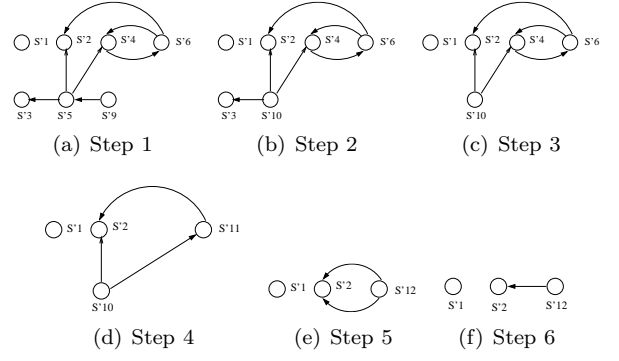 S'1 S'2 S'4 S'6 S'1 S'2 S'4 S'6 S'1 S'2 S'4 S'6
S'3 S'5 S'9 S'3 S'10 S'10
(a) Step 1 (b) Step 2 (c) Step 3
S'1 S'2 S'11
S'10 S'1 S'2 S'12 S'1 S'2 S'12
(d) Step 4 (e) Step 5 (f) Step 6